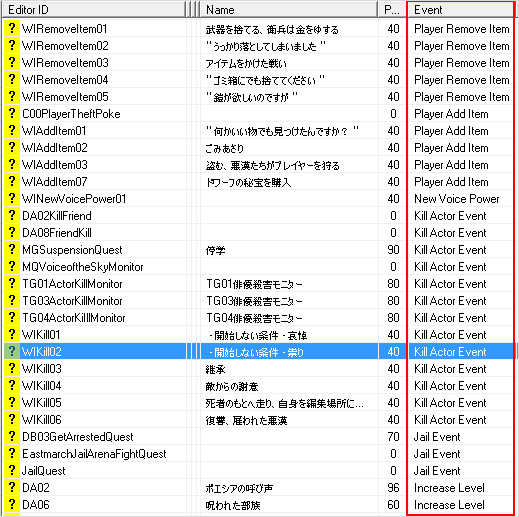 Editor ID Name P... Event
? WIRemoveItem01 武器を捨てる、衛兵は金をゆする 40 Player Remove Item
? WIRemoveItem02 "うっかり落としてしまいました" 40 Player Remove Item
? WIRemoveItem03 アイテムをかけた戦い 40 Player Remove Item
? WIRemoveItem04 "ゴミ箱にでも捨ててください" 40 Player Remove Item
? WIRemoveItem05 "鎧が欲しいのですが" 40 Player Remove Item
? C00PlayerTheftPoke 0 Player Add Item
? WIAddItem01 "何かいい物でも見つけたんですか？" 40 Player Add Item
? WIAddItem02 ごみあさり 40 Player Add Item
? WIAddItem03 盗む、悪漢たちがプレイヤーを狩る 40 Player Add Item
? WIAddItem07 ドワーフの秘宝を購入 40 Player Add Item
? WINewVoicePower01 40 New Voice Power
? DA02KillFriend 0 Kill Actor Event
? DA08FriendKill 0 Kill Actor Event
? MGSuspensionQuest 停学 90 Kill Actor Event
? MQVoiceoftheSkyMonitor 0 Kill Actor Event
? TG01ActorKillMonitor TG01俳優殺害モニター 80 Kill Actor Event
? TG03ActorKillMonitor TG03俳優殺害モニター 80 Kill Actor Event
? TG04ActorKillMonitor TG04俳優殺害モニター 80 Kill Actor Event
? WIKill01 -開始しない条件 - 哀悼 40 Kill Actor Event
? WIKill02 -開始しない条件 - 祟り 40 Kill Actor Event
? WIKill03 継承 40 Kill Actor Event
? WIKill04 敵からの謝意 40 Kill Actor Event
? WIKill05 死者のもとへ走り、自身を編集場所に... 40 Kill Actor Event
? WIKill06 復讐、雇われた悪漢 40 Kill Actor Event
? DB03GetArrestedQuest 70 Jail Event
? EastmarchJailArenaFightQuest 0 Jail Event
? JailQuest 0 Jail Event
? DA02 ボエシアの呼び声 96 Increase Level
? DA06 呪われた部族 60 Increase Level